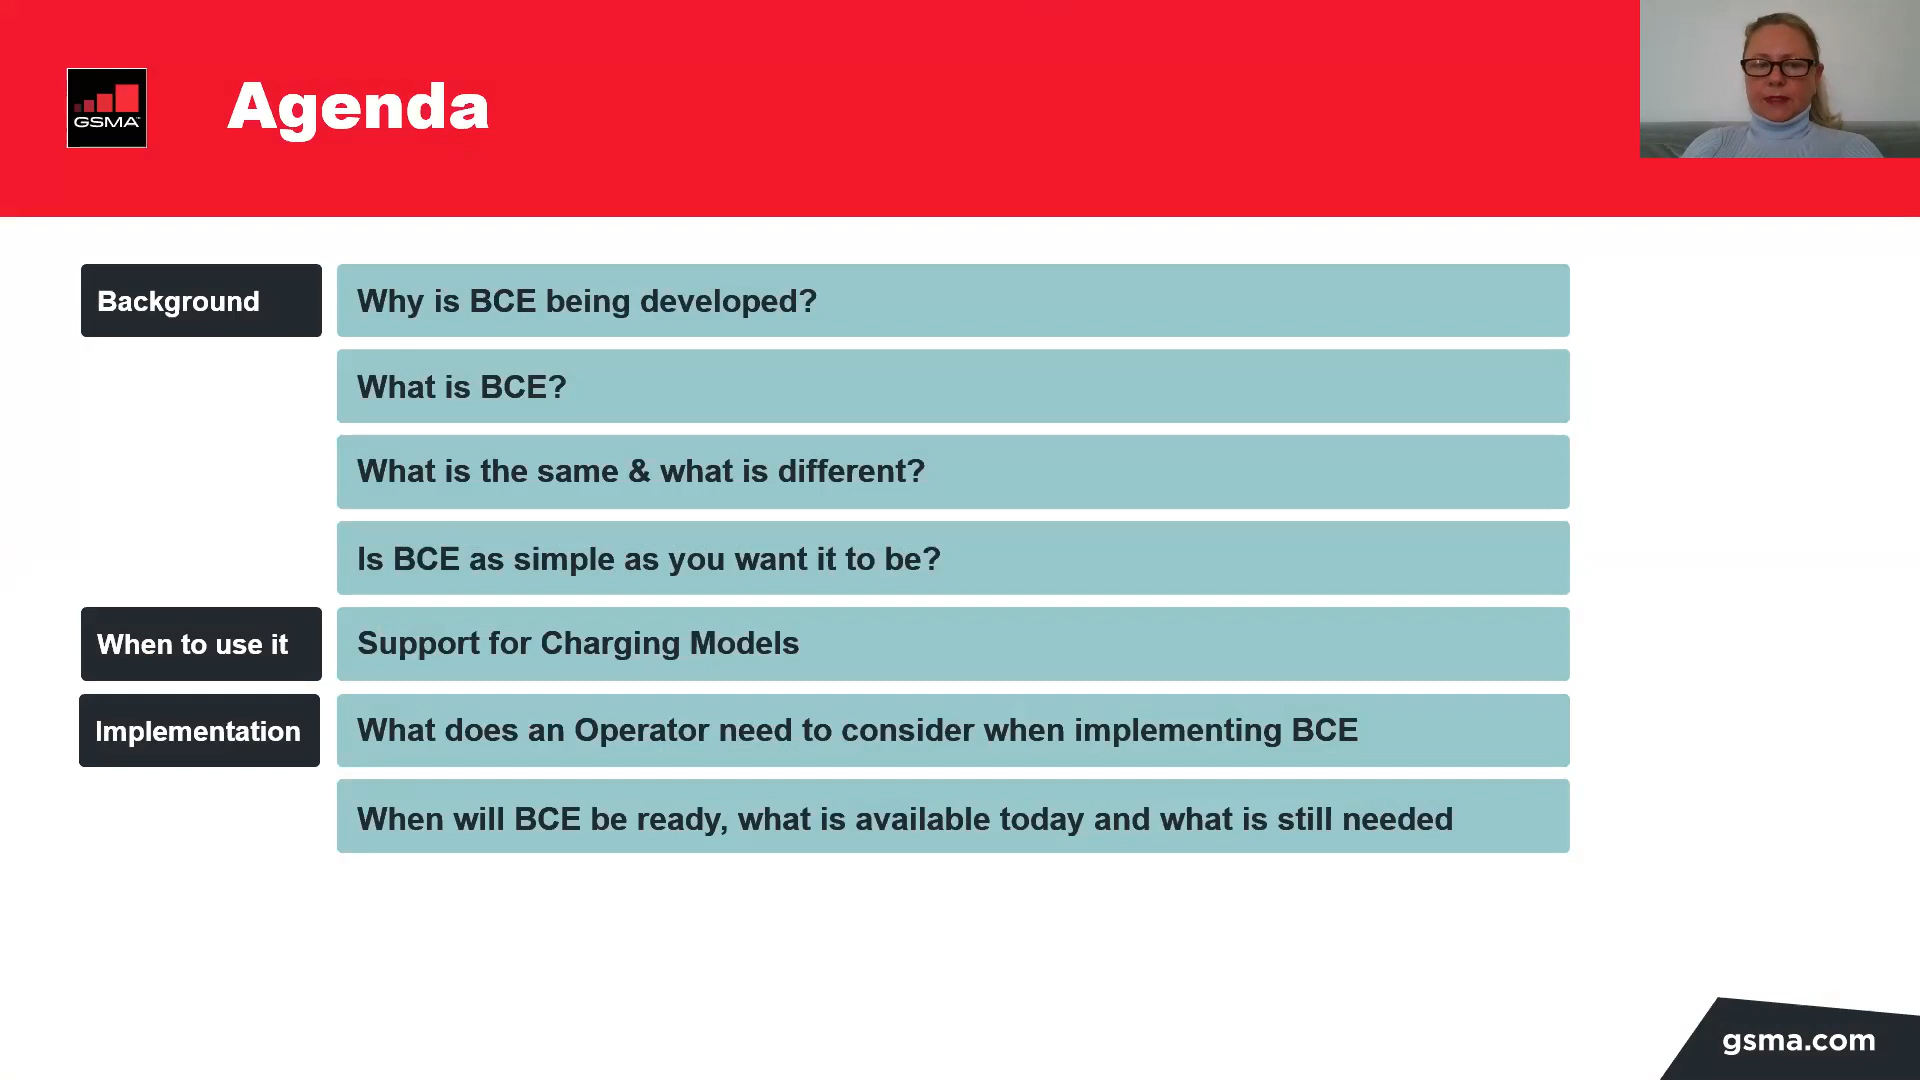 GSMA
Agenda
Background
Why is BCE being developed?
What is BCE?
What is the same & what is different?
Is BCE as simple as you want it to be?
When to use it
Support for Charging Models
Implementation
What does an Operator need to consider when implementing BCE
When will BCE be ready, what is available today and what is still needed
gsma.com